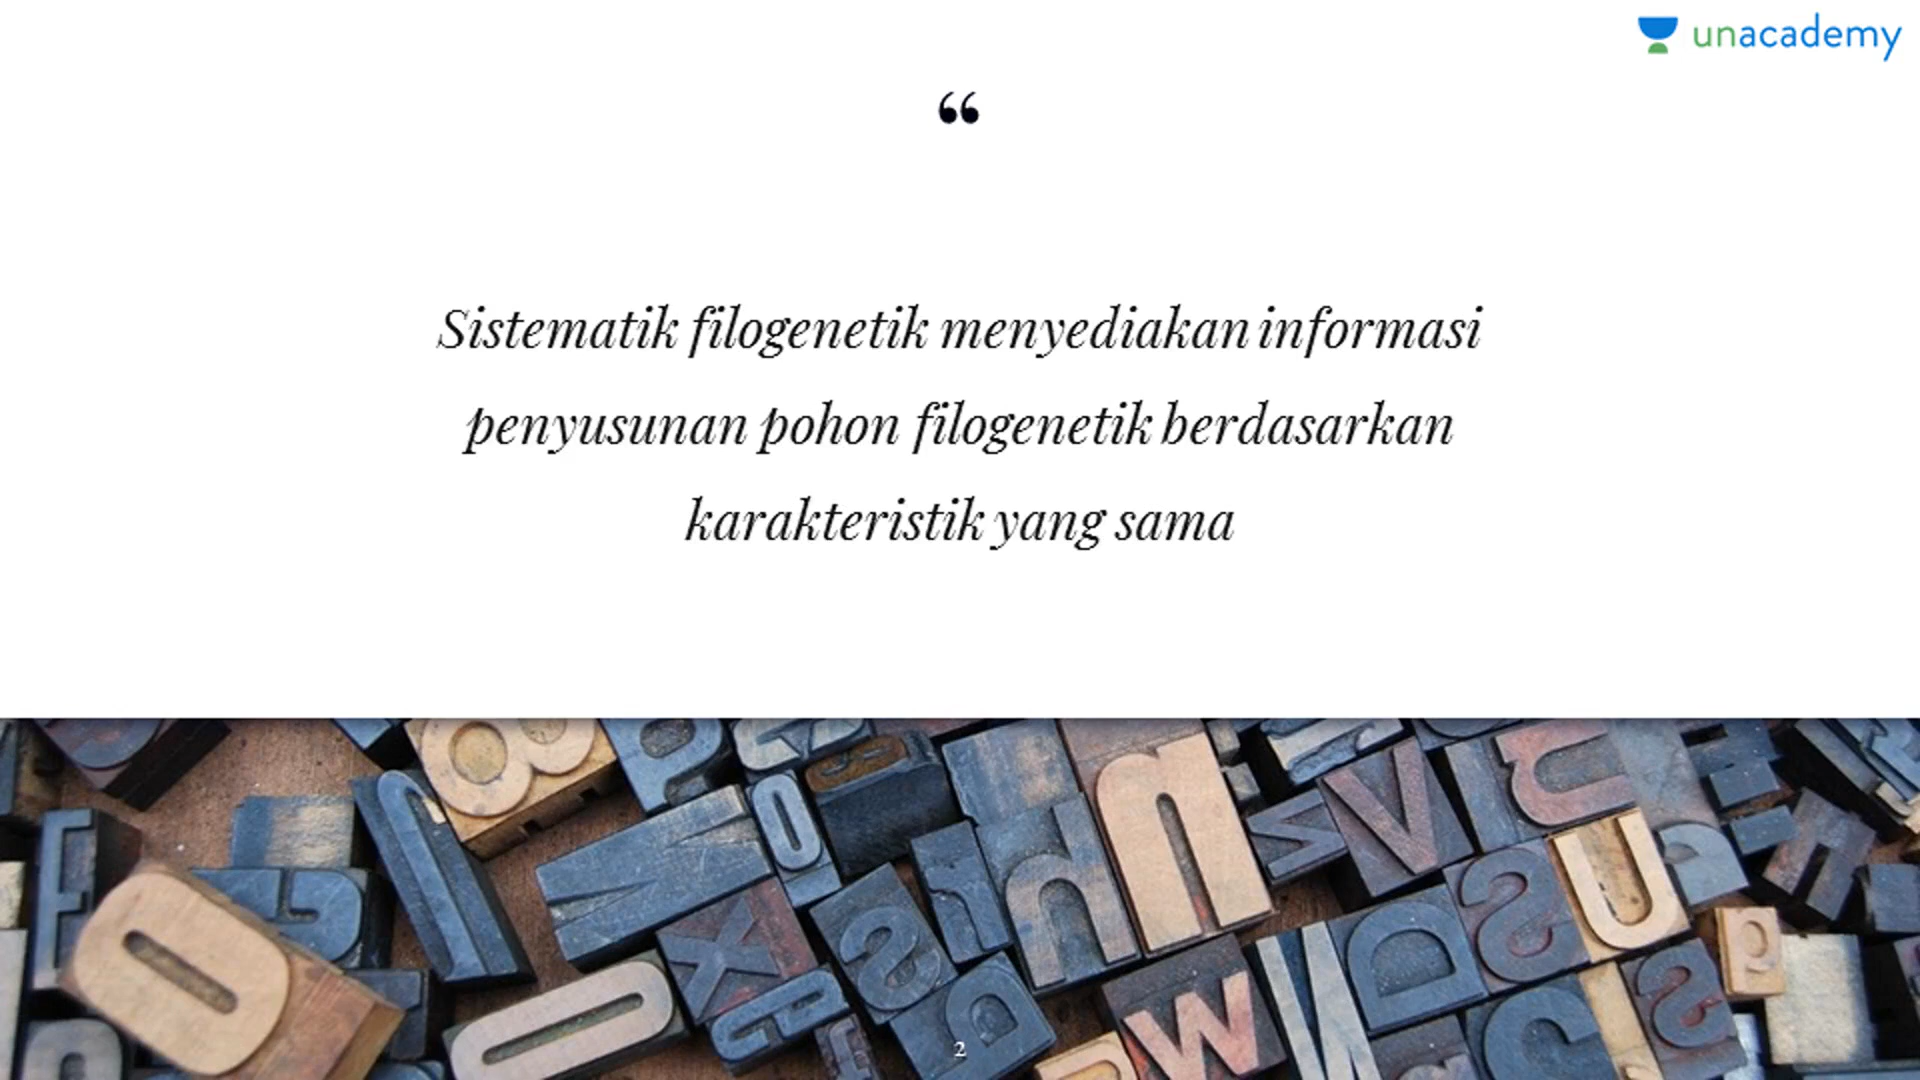 unacademy
“
Sistematik filogenetik menyediakan informasi
penyusunan pohon filogenetik berdasarkan
karakteristik yang sama
2